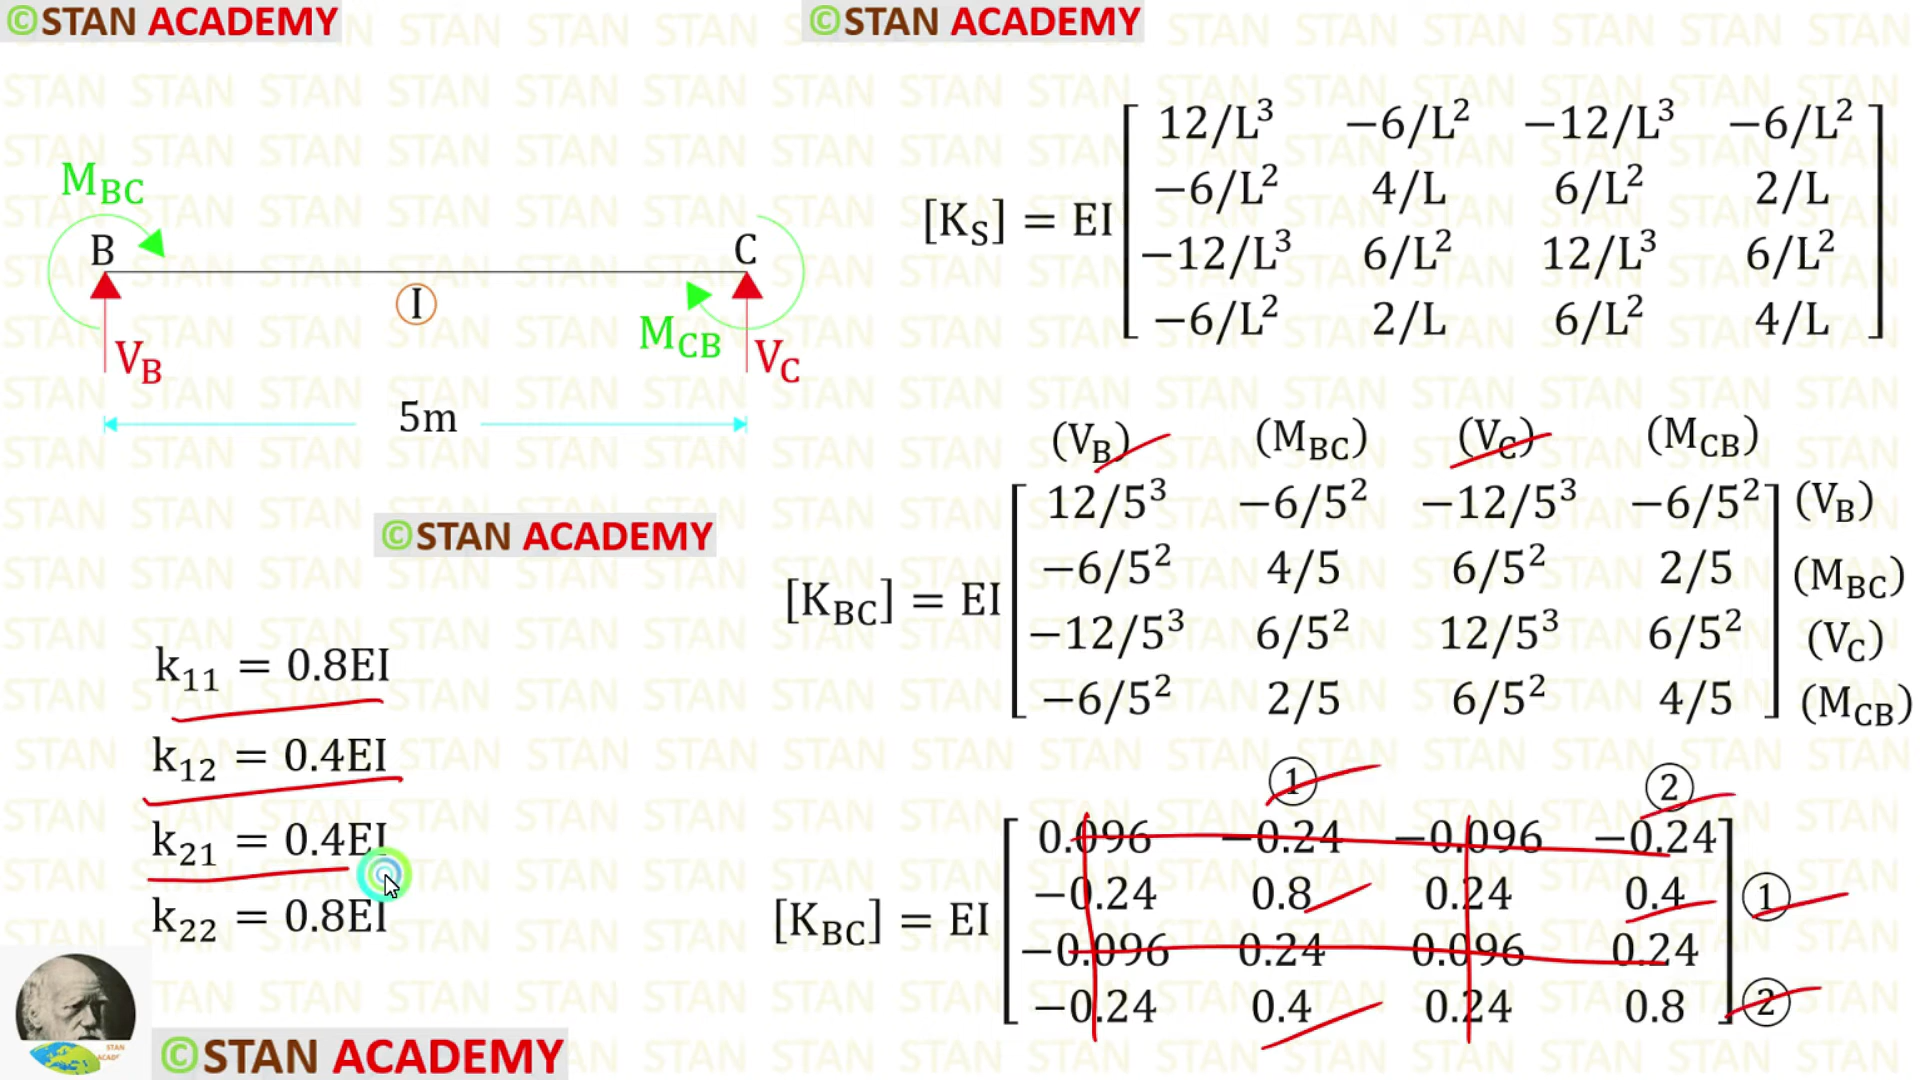 ©STAN ACADEMY
©STAN ACADEMY
M_BC
B
C
I
M_CB
V_B
V_C
5m
[K_S] = EI
12/L³ −6/L² −12/L³ −6/L²
−6/L² 4/L 6/L² 2/L
−12/L³ 6/L² 12/L³ 6/L²
−6/L² 2/L 6/L² 4/L
©STAN ACADEMY
(V_B) (M_BC) (V_C) (M_CB)
[K_BC] = EI
12/5³ −6/5² −12/5³ −6/5² (V_B)
−6/5² 4/5 6/5² 2/5 (M_BC)
−12/5³ 6/5² 12/5³ 6/5² (V_C)
−6/5² 2/5 6/5² 4/5 (M_CB)
k₁₁ = 0.8EI
k₁₂ = 0.4EI
k₂₁ = 0.4EI
k₂₂ = 0.8EI
① ②
[K_BC] = EI
0.096 −0.24 −0.096 −0.24
−0.24 0.8 0.24 0.4 ①
−0.096 0.24 0.096 0.24
−0.24 0.4 0.24 0.8 ②
STAN
©STAN ACADEMY